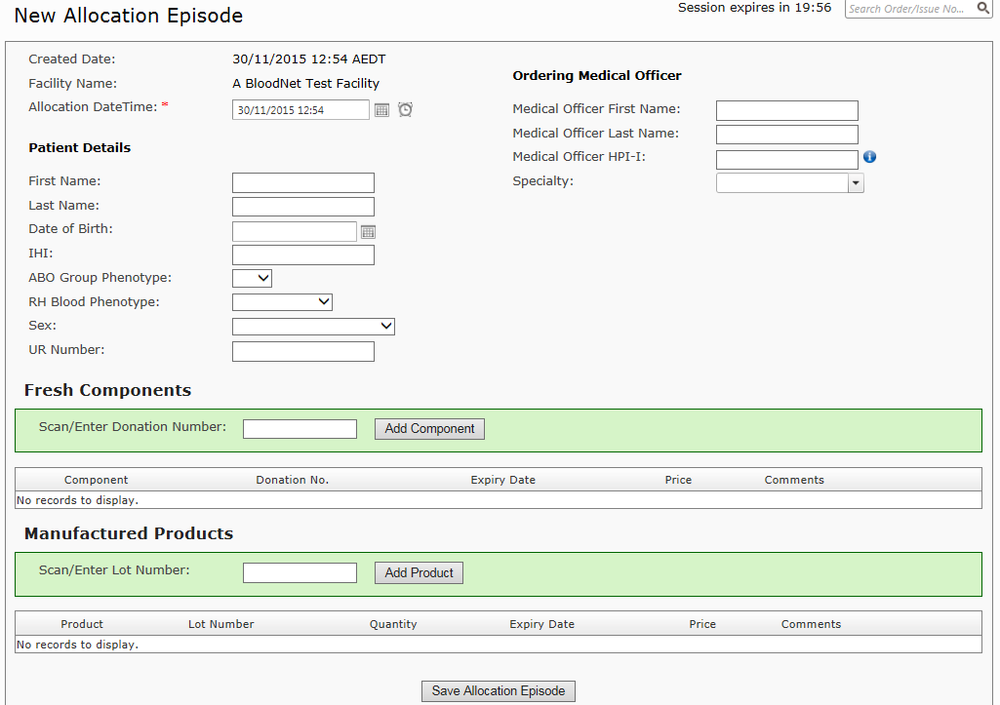 New Allocation Episode
Session expires in 19:56
Search Order/Issue No...
Created Date: 30/11/2015 12:54 AEDT
Facility Name: A BloodNet Test Facility
Allocation DateTime: * 30/11/2015 12:54
Patient Details
First Name:
Last Name:
Date of Birth:
IHI:
ABO Group Phenotype:
RH Blood Phenotype:
Sex:
UR Number:
Ordering Medical Officer
Medical Officer First Name:
Medical Officer Last Name:
Medical Officer HPI-I:
Specialty:
Fresh Components
Scan/Enter Donation Number: Add Component
Component Donation No. Expiry Date Price Comments
No records to display.
Manufactured Products
Scan/Enter Lot Number: Add Product
Product Lot Number Quantity Expiry Date Price Comments
No records to display.
Save Allocation Episode